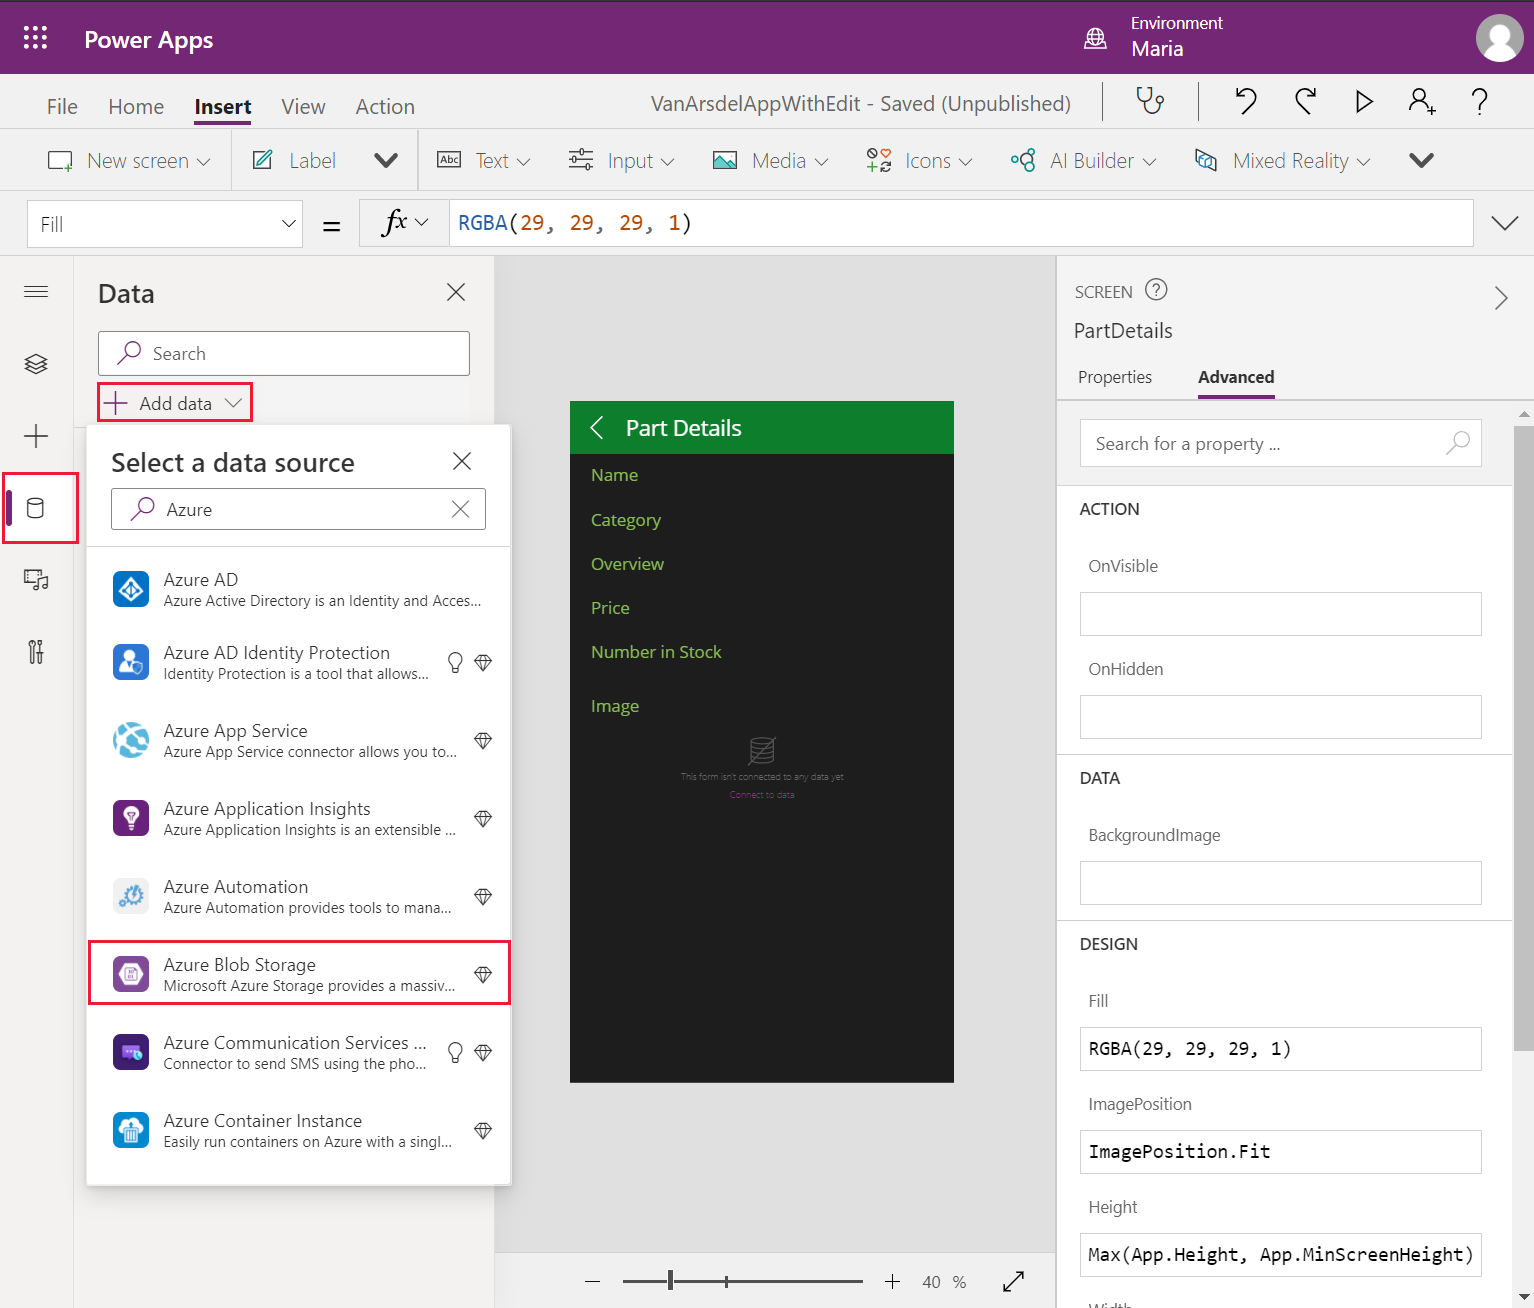 Power Apps
Environment
Maria
File Home Insert View Action
VanArsdelAppWithEdit - Saved (Unpublished)
New screen Label Text Input Media Icons AI Builder Mixed Reality
Abc
Fill = fx RGBA(29, 29, 29, 1)
Data
Search
Add data
Select a data source
Azure
Azure AD
Azure Active Directory is an Identity and Acces...
Azure AD Identity Protection
Identity Protection is a tool that allows...
Azure App Service
Azure App Service connector allows you to...
Azure Application Insights
Azure Application Insights is an extensible ...
Azure Automation
Azure Automation provides tools to mana...
Azure Blob Storage
Microsoft Azure Storage provides a massiv...
Azure Communication Services ...
Connector to send SMS using the pho...
Azure Container Instance
Easily run containers on Azure with a singl...
Part Details
Name
Category
Overview
Price
Number in Stock
Image
This form isn't connected to any data yet
Connect to data
40 %
SCREEN
PartDetails
Properties Advanced
Search for a property ...
ACTION
OnVisible
OnHidden
DATA
BackgroundImage
DESIGN
Fill
RGBA(29, 29, 29, 1)
ImagePosition
ImagePosition.Fit
Height
Max(App.Height, App.MinScreenHeight)